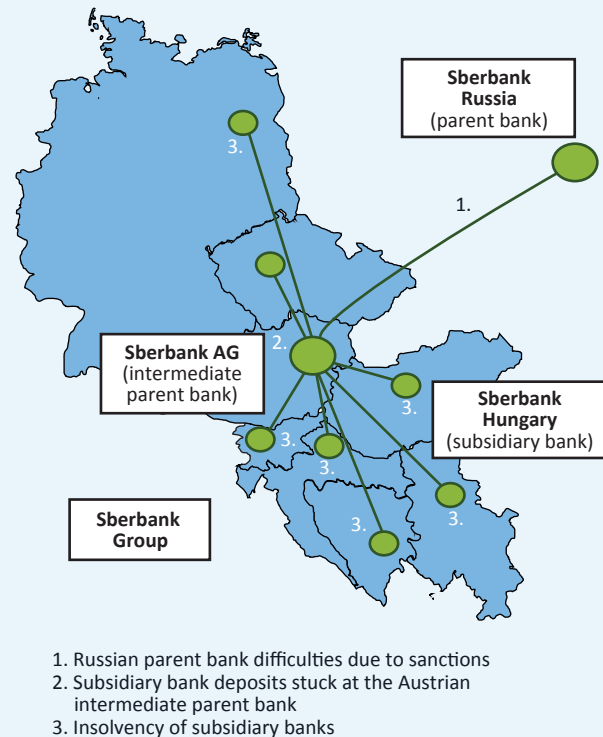 Sberbank
Russia
(parent bank)
1.
3.
Sberbank AG
(intermediate
parent bank)
2.
Sberbank
Hungary
(subsidiary bank)
3.
3.
3.
3.
3.
Sberbank
Group
1. Russian parent bank difficulties due to sanctions
2. Subsidiary bank deposits stuck at the Austrian
intermediate parent bank
3. Insolvency of subsidiary banks